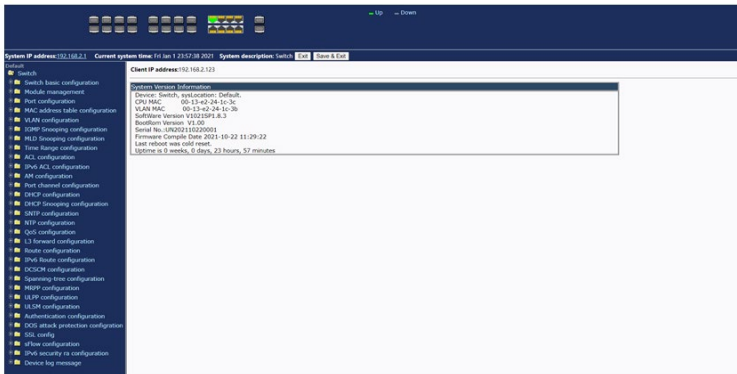 Up Down
System IP address:192.168.2.1 Current system time: Fri Jan 1 23:57:38 2021 System description: Switch Exit Save & Exit
Default
Switch
Switch basic configuration
Module management
Port configuration
MAC address table configuration
VLAN configuration
IGMP Snooping configuration
MLD Snooping configuration
Time Range configuration
ACL configuration
IPv6 ACL configuration
AM configuration
Port channel configuration
DHCP configuration
DHCP Snooping configuration
SNTP configuration
NTP configuration
QoS configuration
L3 forward configuration
Route configuration
IPv6 Route configuration
DCSCM configuration
Spanning-tree configuration
MRPP configuration
ULPP configuration
ULSM configuration
Authentication configuration
DOS attack protection configration
SSL config
sFlow configuration
IPv6 security ra configuration
Device log message
Client IP address:192.168.2.123
System Version Information
Device: Switch, sysLocation: Default.
CPU MAC 00-13-e2-24-1c-3c
VLAN MAC 00-13-e2-24-1c-3b
SoftWare Version V1021SP1.8.3
BootRom Version V1.00
Serial No.:UN202110220001
Firmware Compile Date 2021-10-22 11:29:22
Last reboot was cold reset.
Uptime is 0 weeks, 0 days, 23 hours, 57 minutes